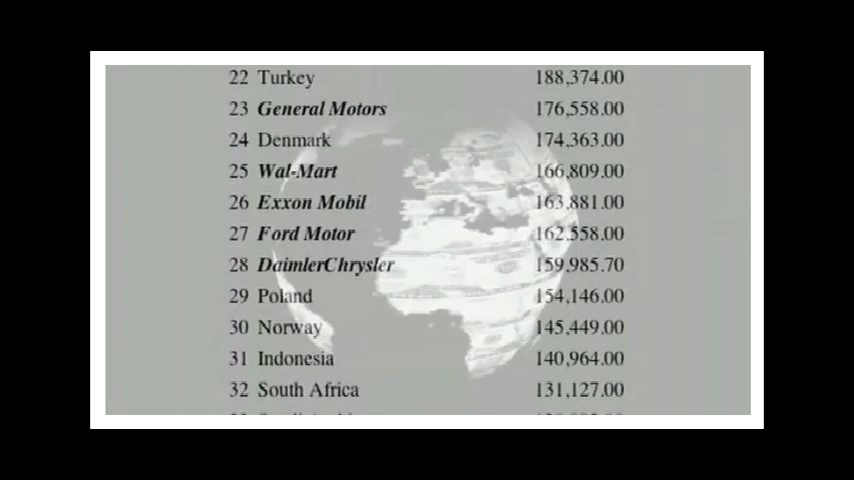 22 Turkey 188,374.00
23 General Motors 176,558.00
24 Denmark 174,363.00
25 Wal-Mart 166,809.00
26 Exxon Mobil 163,881.00
27 Ford Motor 162.558.00
28 DaimlerChrysler 159,985.70
29 Poland 154,146.00
30 Norway 145,449.00
31 Indonesia 140,964.00
32 South Africa 131,127.00